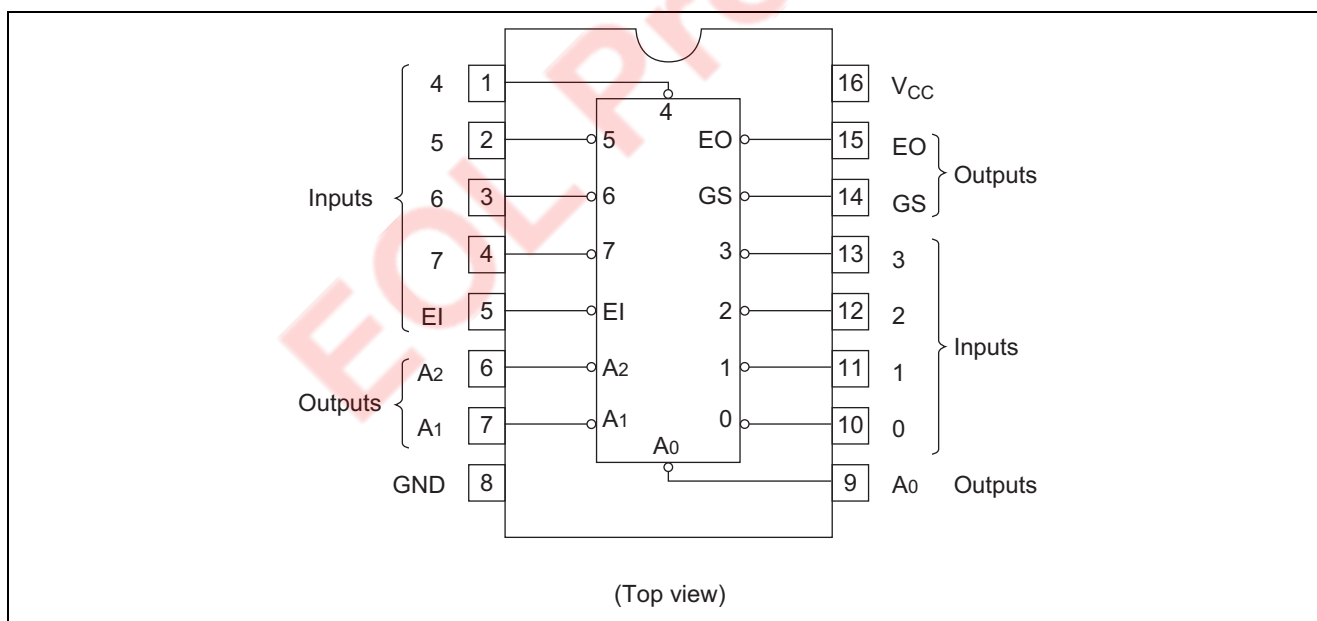 EOL Pro
4 1 4 16 VCC
5 2 5 EO 15 EO
Inputs 6 3 6 GS 14 GS Outputs
7 4 7 3 13 3
EI 5 EI 2 12 2 Inputs
Outputs A2 6 A2 1 11 1
A1 7 A1 0 10 0
GND 8 A0 9 A0 Outputs
(Top view)